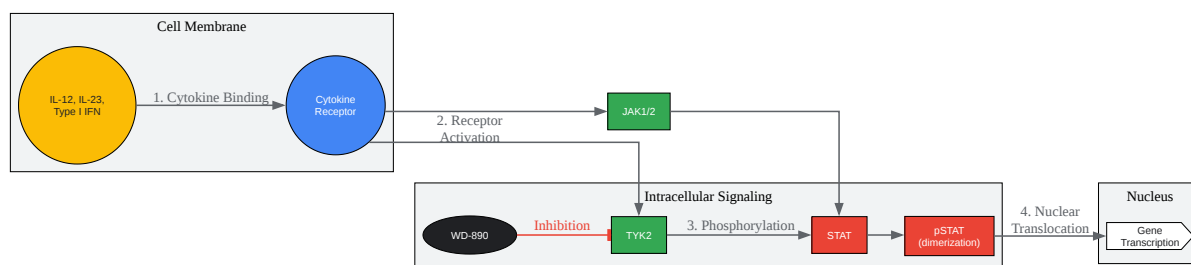 Cell Membrane
IL-12, IL-23,
Type I IFN
1. Cytokine Binding
Cytokine
Receptor
2. Receptor
Activation
JAK1/2
Intracellular Signaling
WD-890
Inhibition
TYK2
3. Phosphorylation
STAT
pSTAT
(dimerization)
4. Nuclear
Translocation
Nucleus
Gene
Transcription